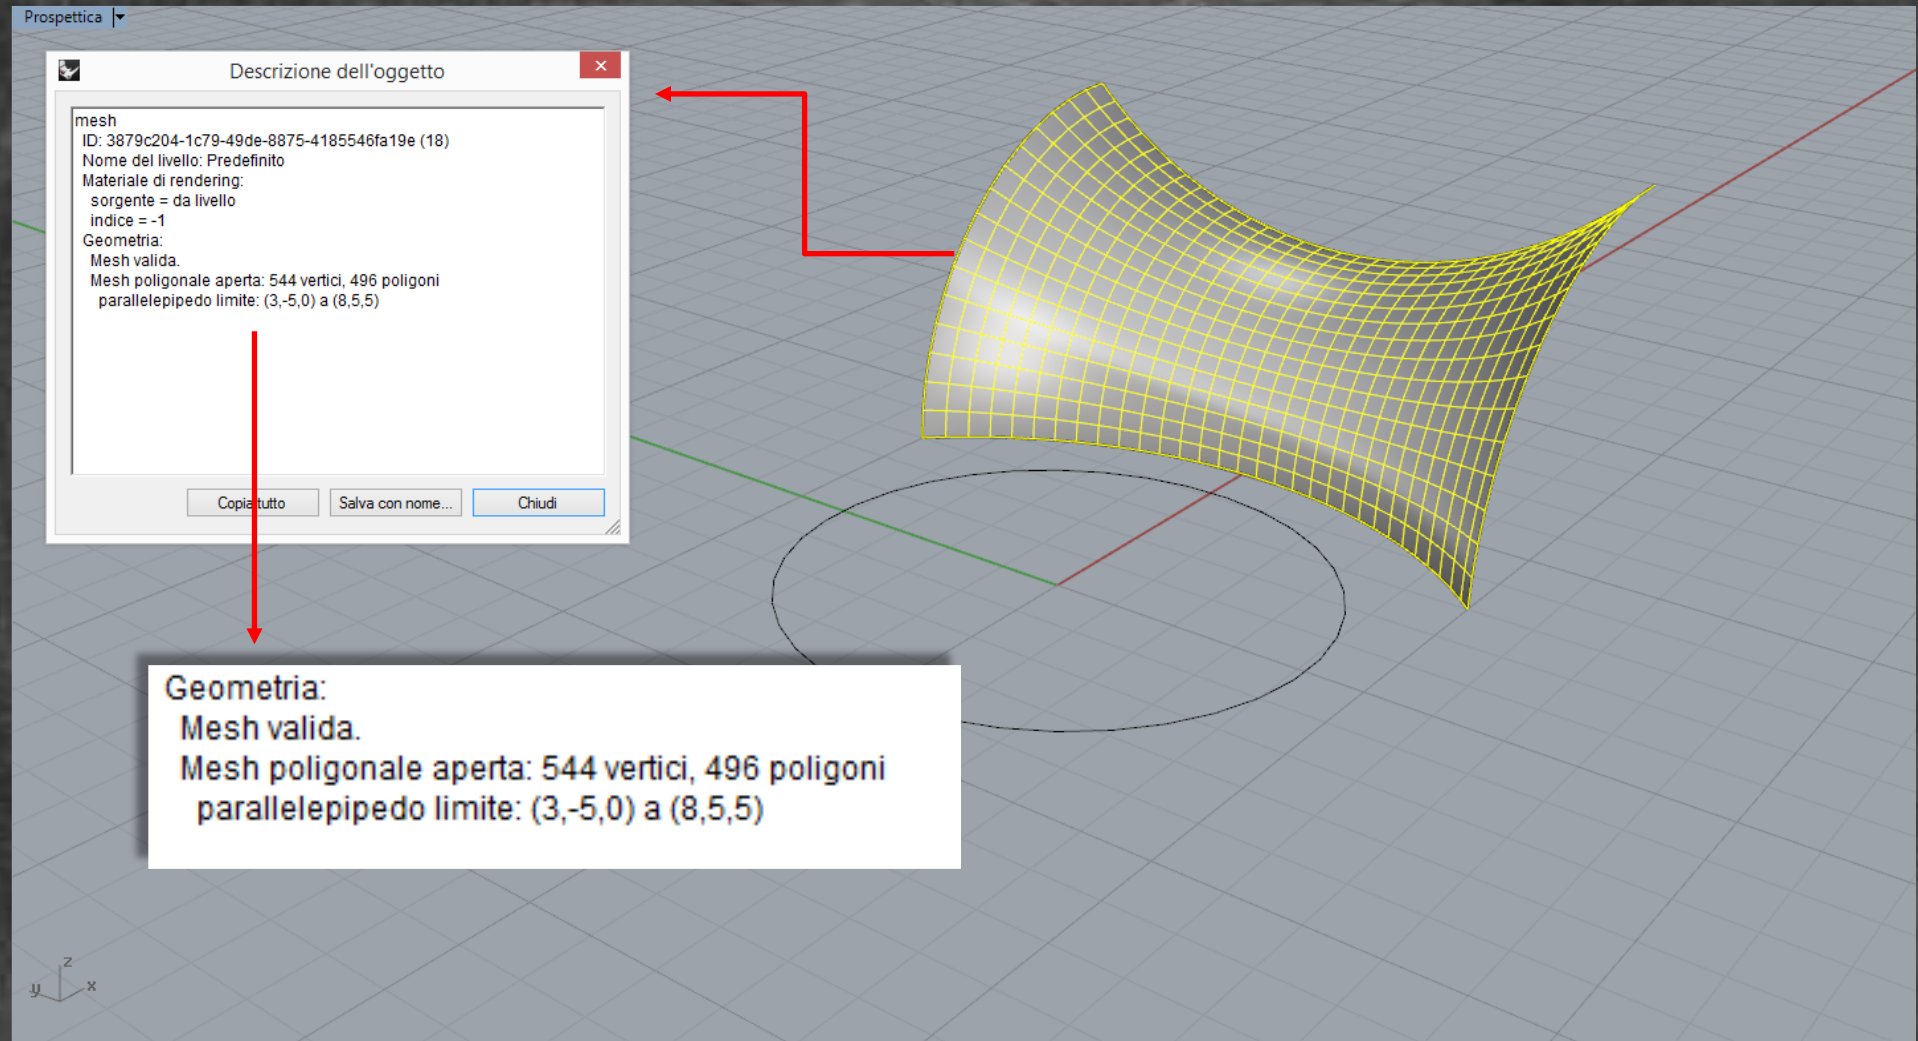 Prospettica
Descrizione dell'oggetto
mesh
ID: 3879c204-1c79-49de-8875-4185546fa19e (18)
Nome del livello: Predefinito
Materiale di rendering:
sorgente = da livello
indice = -1
Geometria:
Mesh valida.
Mesh poligonale aperta: 544 vertici, 496 poligoni
parallelepipedo limite: (3,-5,0) a (8,5,5)
Copia tutto
Salva con nome...
Chiudi
Geometria:
Mesh valida.
Mesh poligonale aperta: 544 vertici, 496 poligoni
parallelepipedo limite: (3,-5,0) a (8,5,5)
z
y
x